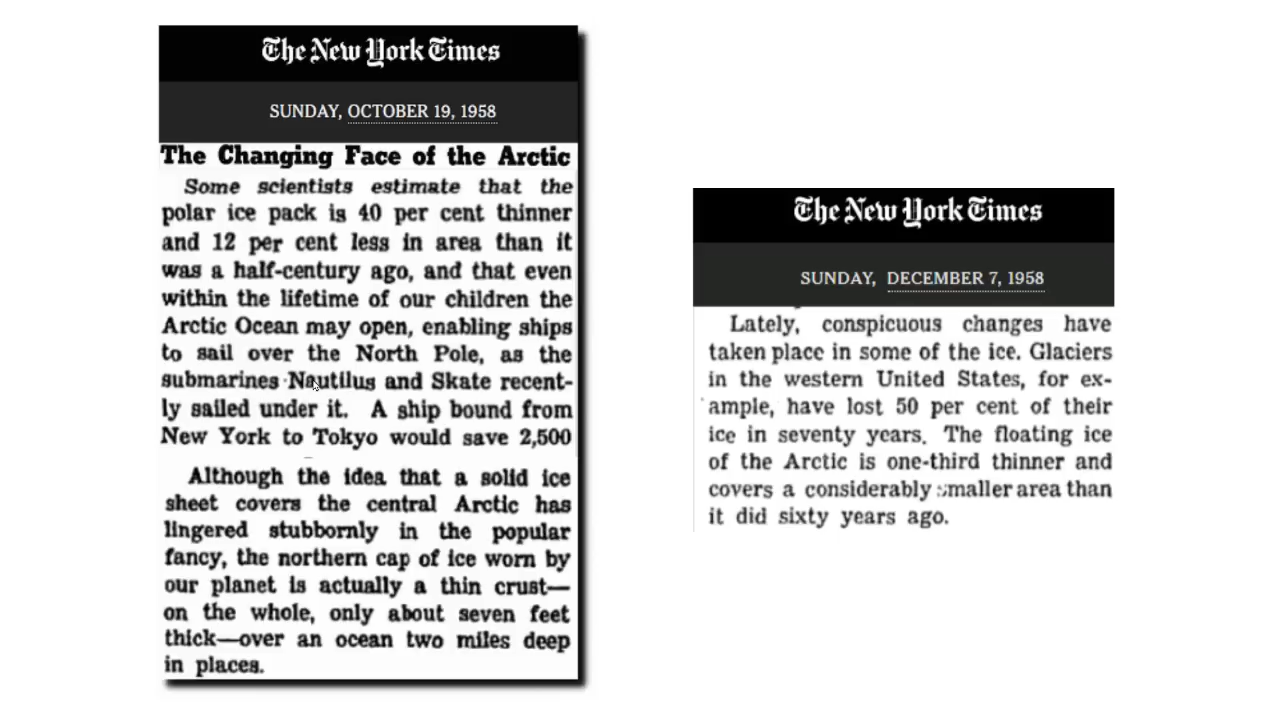 The New York Times
SUNDAY, OCTOBER 19, 1958
The Changing Face of the Arctic
Some scientists estimate that the
polar ice pack is 40 per cent thinner
and 12 per cent less in area than it
was a half-century ago, and that even
within the lifetime of our children the
Arctic Ocean may open, enabling ships
to sail over the North Pole, as the
submarines Nautilus and Skate recent-
ly sailed under it. A ship bound from
New York to Tokyo would save 2,500
Although the idea that a solid ice
sheet covers the central Arctic has
lingered stubbornly in the popular
fancy, the northern cap of ice worn by
our planet is actually a thin crust—
on the whole, only about seven feet
thick—over an ocean two miles deep
in places.
The New York Times
SUNDAY, DECEMBER 7, 1958
Lately, conspicuous changes have
taken place in some of the ice. Glaciers
in the western United States, for ex-
ample, have lost 50 per cent of their
ice in seventy years. The floating ice
of the Arctic is one-third thinner and
covers a considerably smaller area than
it did sixty years ago.